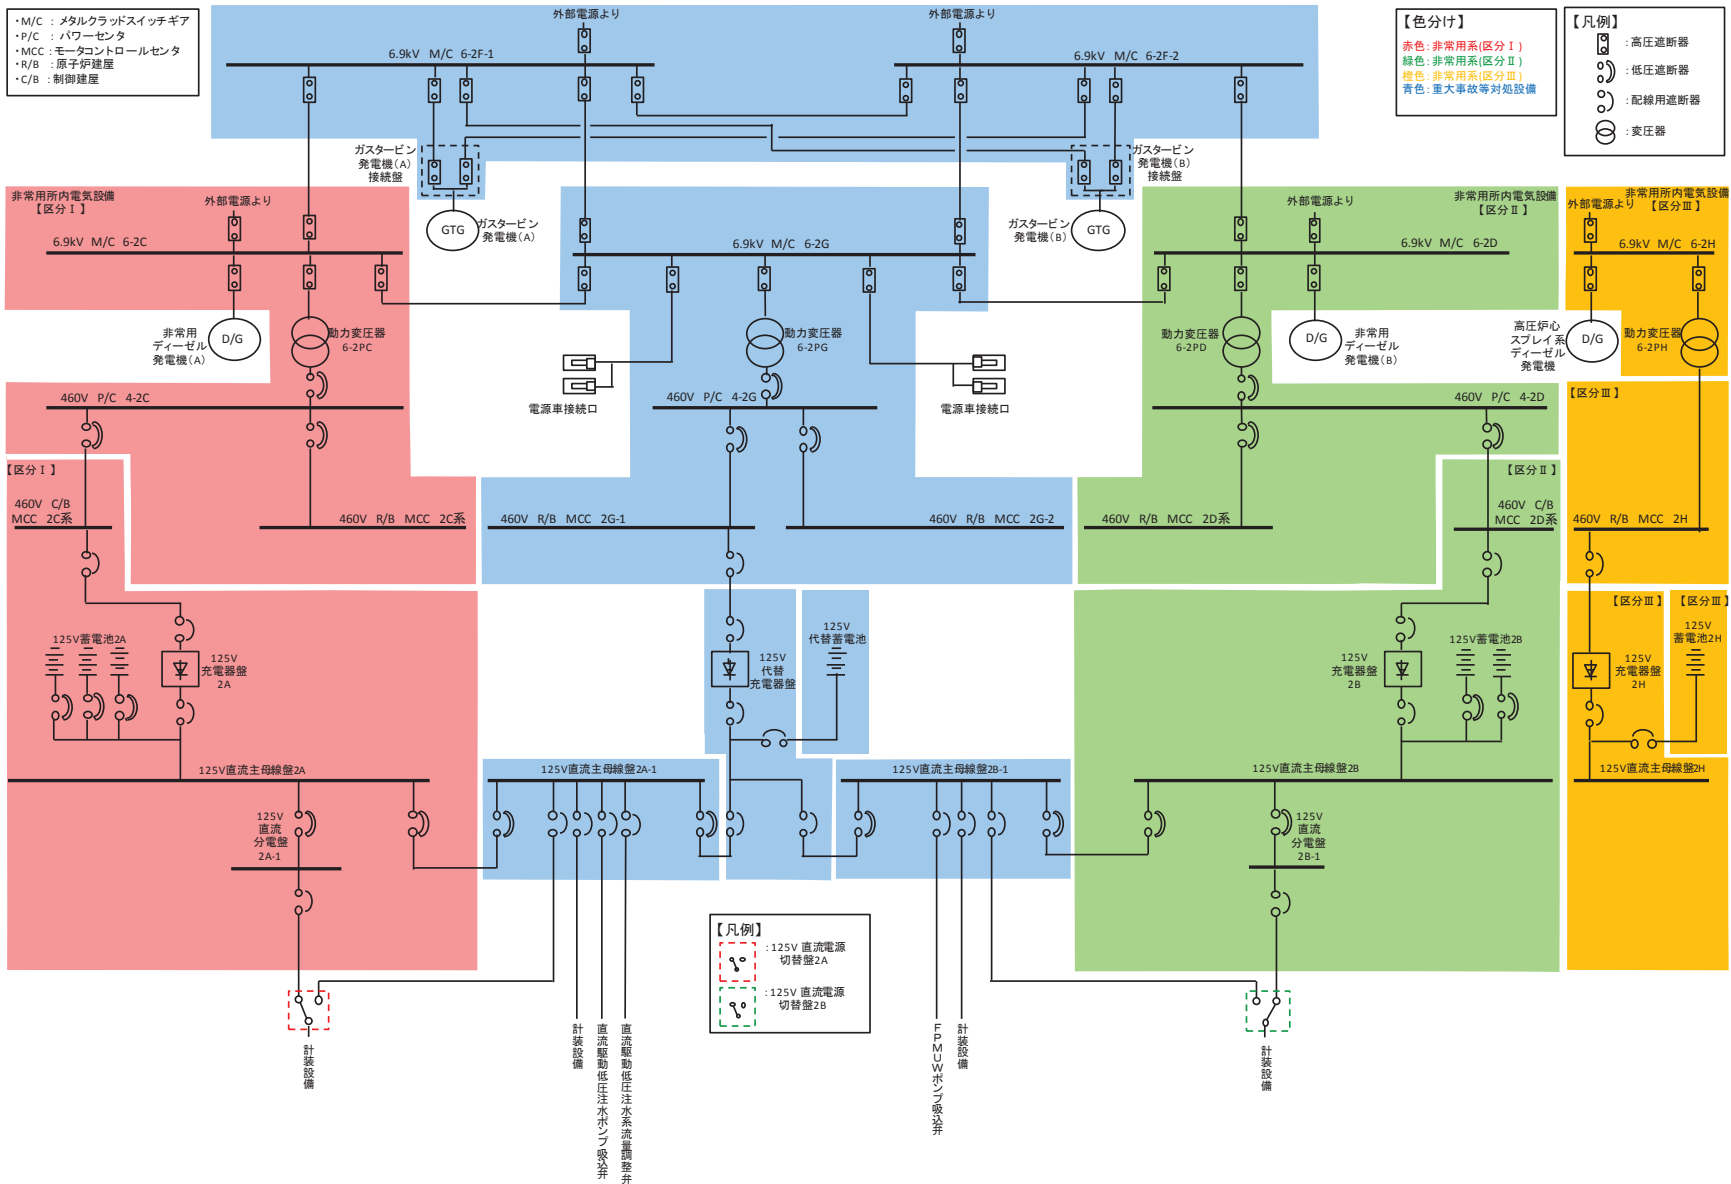 ・M/C : メタルクラッドスイッチギア
・P/C : パワーセンタ
・MCC : モータコントロールセンタ
・R/B : 原子炉建屋
・C/B : 制御建屋
外部電源より
外部電源より
6.9kV M/C 6-2F-1
6.9kV M/C 6-2F-2
【色分け】
赤色:非常用系(区分Ⅰ)
緑色:非常用系(区分Ⅱ)
橙色:非常用系(区分Ⅲ)
青色:重大事故等対処設備
【凡例】
:高圧遮断器
:低圧遮断器
:配線用遮断器
:変圧器
ガスタービン
発電機(A)
接続盤
ガスタービン
発電機(B)
接続盤
GTG
ガスタービン
発電機(A)
ガスタービン
発電機(B)
GTG
非常用所内電気設備
【区分Ⅰ】
外部電源より
6.9kV M/C 6-2C
6.9kV M/C 6-2G
外部電源より
非常用所内電気設備
【区分Ⅱ】
6.9kV M/C 6-2D
非常用所内電気設備
【区分Ⅲ】
外部電源より
6.9kV M/C 6-2H
非常用
ディーゼル
発電機(A)
D/G
動力変圧器
6-2PC
動力変圧器
6-2PG
動力変圧器
6-2PD
D/G
非常用
ディーゼル
発電機(B)
高圧炉心
スプレイ系
ディーゼル
発電機
D/G
動力変圧器
6-2PH
電源車接続口
電源車接続口
460V P/C 4-2C
460V P/C 4-2G
460V P/C 4-2D
【区分Ⅲ】
【区分Ⅰ】
【区分Ⅱ】
460V C/B
MCC 2C系
460V R/B MCC 2C系
460V R/B MCC 2G-1
460V R/B MCC 2G-2
460V R/B MCC 2D系
460V C/B
MCC 2D系
460V R/B MCC 2H
【区分Ⅲ】
【区分Ⅲ】
125V蓄電池2A
125V
充電器盤
2A
125V
代替
充電器盤
125V
代替蓄電池
125V
充電器盤
2B
125V蓄電池2B
125V
充電器盤
2H
125V
蓄電池2H
125V直流主母線盤2A
125V直流主母線盤2A-1
125V直流主母線盤2B-1
125V直流主母線盤2B
125V直流主母線盤2H
125V
直流
分電盤
2A-1
125V
直流
分電盤
2B-1
【凡例】
:125V 直流電源
切替盤2A
:125V 直流電源
切替盤2B
計装設備
計装設備
直流駆動低圧注水ポンプ吸込弁
直流駆動低圧注水系流量調整弁
FPMUWポンプ吸込弁
計装設備
計装設備